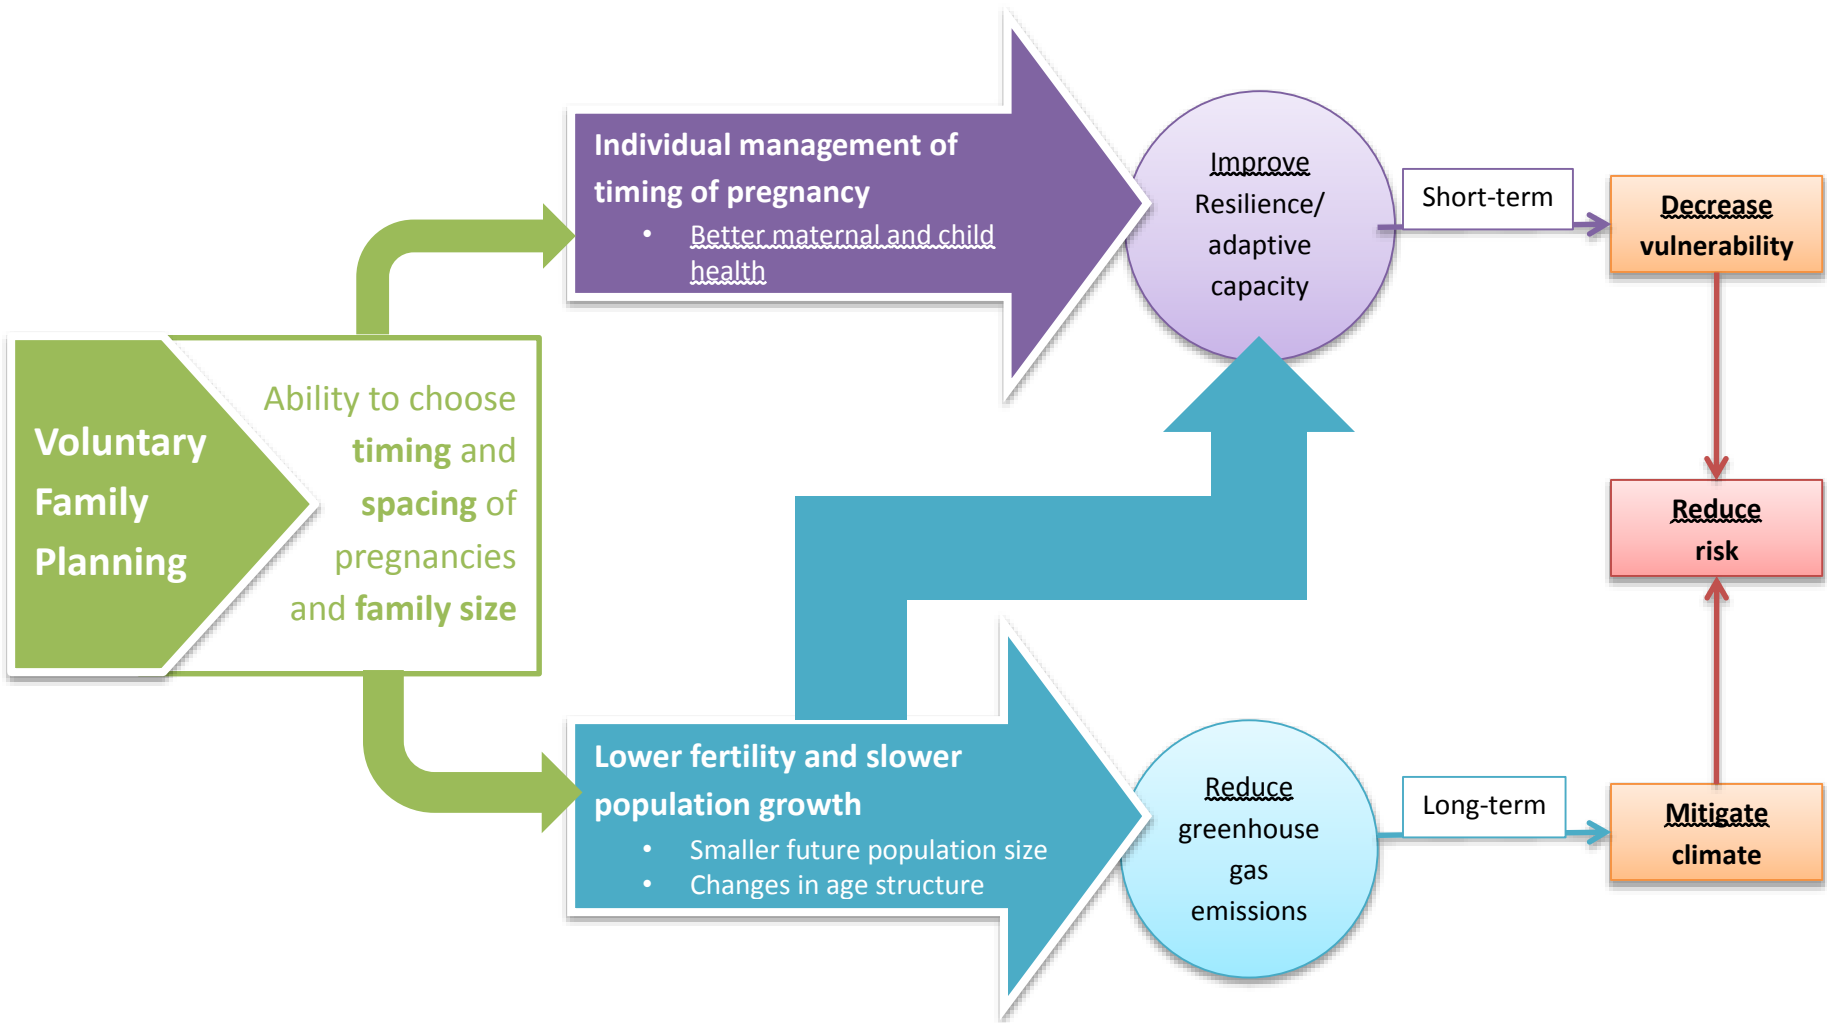 Voluntary
Family
Planning
Ability to choose
timing and
spacing of
pregnancies
and family size
Individual management of
timing of pregnancy
• Better maternal and child
health
Improve
Resilience/
adaptive
capacity
Short-term
Decrease
vulnerability
Reduce
risk
Lower fertility and slower
population growth
• Smaller future population size
• Changes in age structure
Reduce
greenhouse
gas
emissions
Long-term
Mitigate
climate